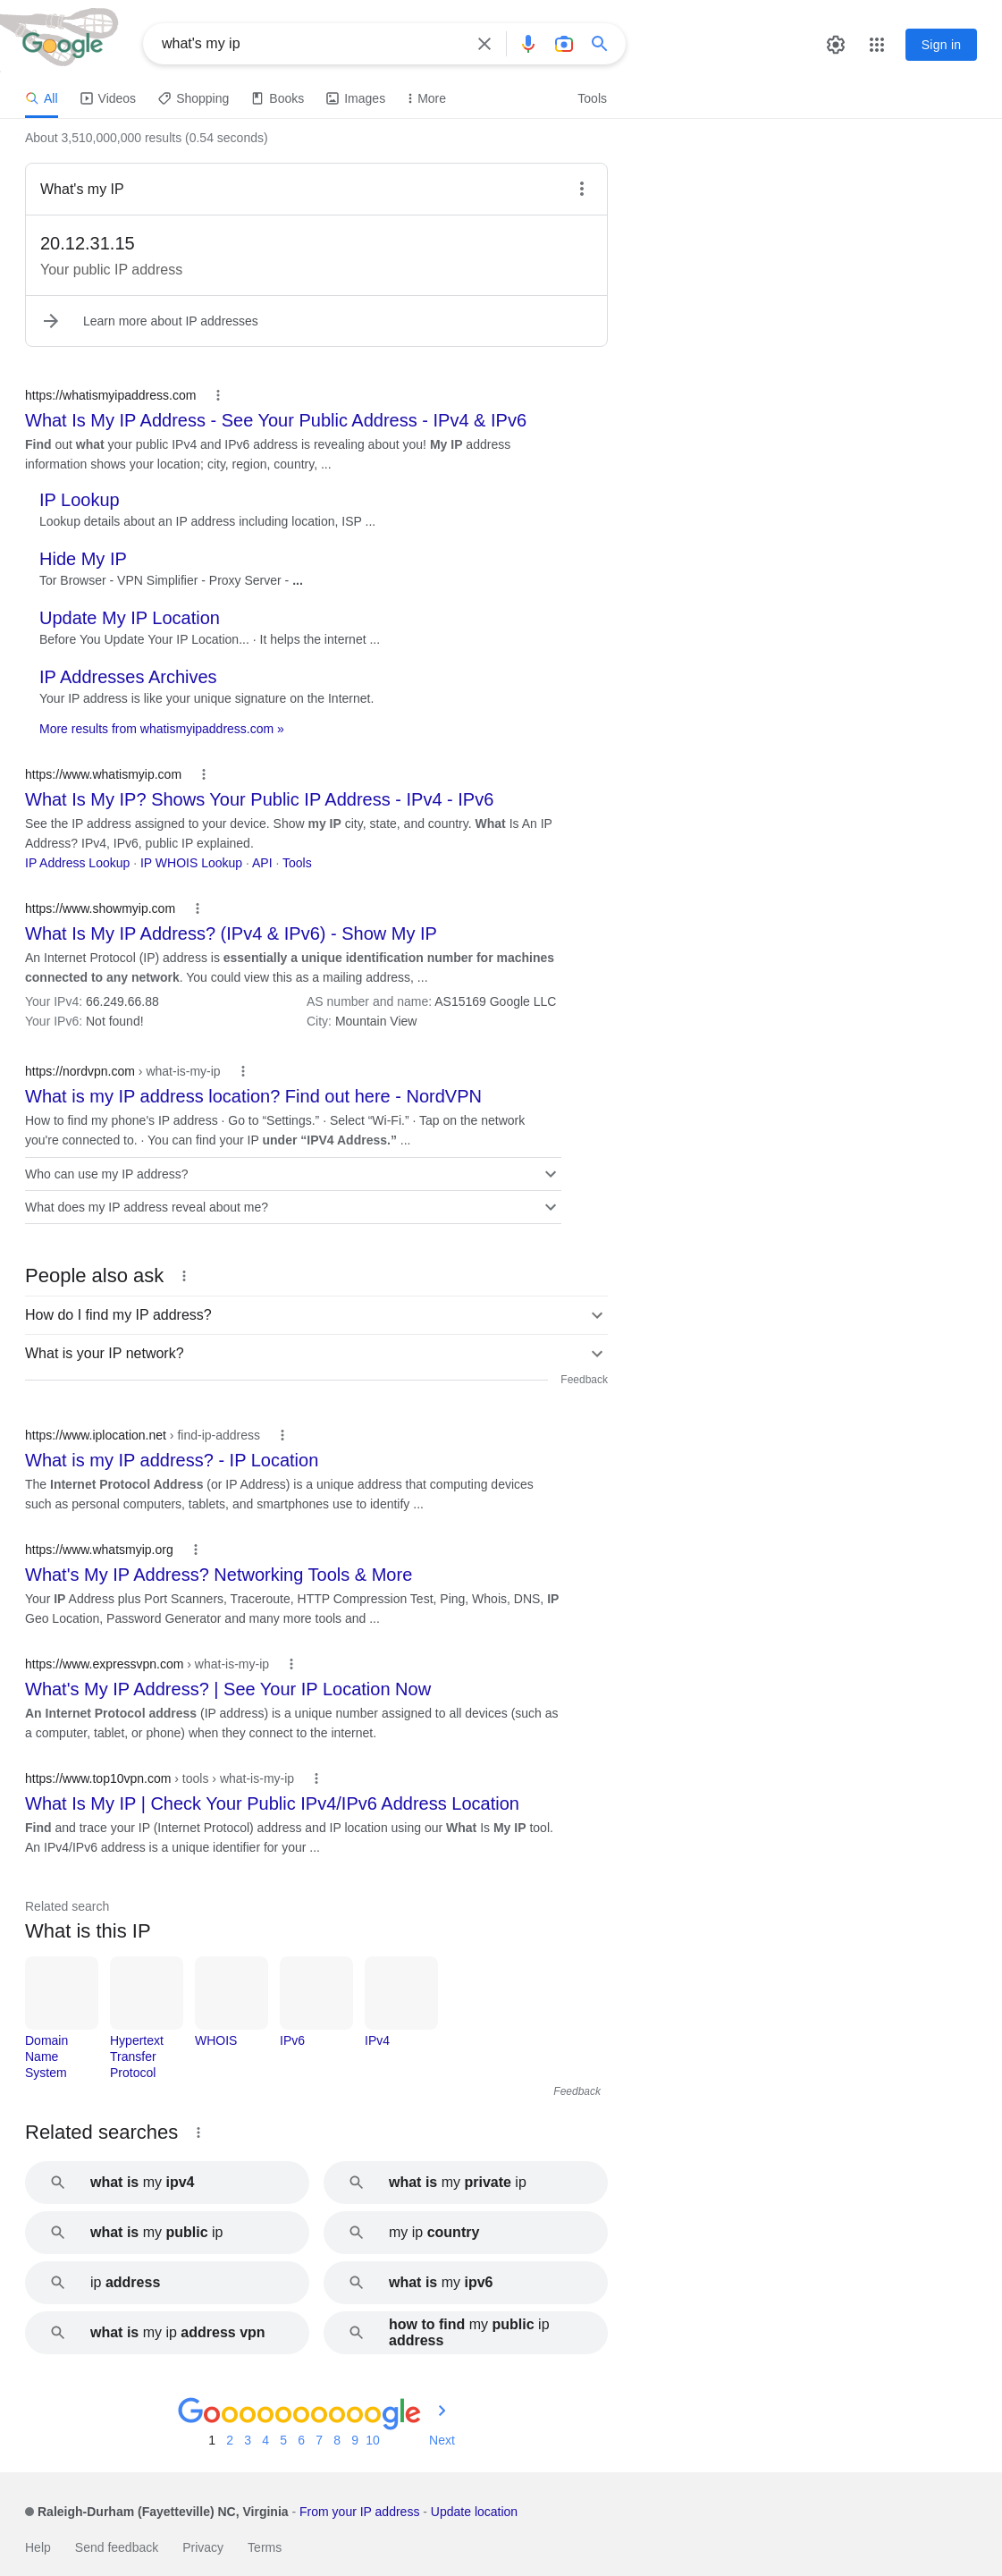 Google
what's my ip
Sign in
All
Videos
Shopping
Books
Images
More
Tools
About 3,510,000,000 results (0.54 seconds)
What's my IP
20.12.31.15
Your public IP address
Learn more about IP addresses
https://whatismyipaddress.com
What Is My IP Address - See Your Public Address - IPv4 & IPv6
Find out what your public IPv4 and IPv6 address is revealing about you! My IP address
information shows your location; city, region, country, ...
IP Lookup
Lookup details about an IP address including location, ISP ...
Hide My IP
Tor Browser - VPN Simplifier - Proxy Server - ...
Update My IP Location
Before You Update Your IP Location... · It helps the internet ...
IP Addresses Archives
Your IP address is like your unique signature on the Internet.
More results from whatismyipaddress.com »
https://www.whatismyip.com
What Is My IP? Shows Your Public IP Address - IPv4 - IPv6
See the IP address assigned to your device. Show my IP city, state, and country. What Is An IP
Address? IPv4, IPv6, public IP explained.
IP Address Lookup · IP WHOIS Lookup · API · Tools
https://www.showmyip.com
What Is My IP Address? (IPv4 & IPv6) - Show My IP
An Internet Protocol (IP) address is essentially a unique identification number for machines
connected to any network. You could view this as a mailing address, ...
Your IPv4: 66.249.66.88
AS number and name: AS15169 Google LLC
Your IPv6: Not found!
City: Mountain View
https://nordvpn.com › what-is-my-ip
What is my IP address location? Find out here - NordVPN
How to find my phone's IP address · Go to “Settings.” · Select “Wi-Fi.” · Tap on the network
you're connected to. · You can find your IP under “IPV4 Address.” ...
Who can use my IP address?
What does my IP address reveal about me?
People also ask
How do I find my IP address?
What is your IP network?
Feedback
https://www.iplocation.net › find-ip-address
What is my IP address? - IP Location
The Internet Protocol Address (or IP Address) is a unique address that computing devices
such as personal computers, tablets, and smartphones use to identify ...
https://www.whatsmyip.org
What's My IP Address? Networking Tools & More
Your IP Address plus Port Scanners, Traceroute, HTTP Compression Test, Ping, Whois, DNS, IP
Geo Location, Password Generator and many more tools and ...
https://www.expressvpn.com › what-is-my-ip
What's My IP Address? | See Your IP Location Now
An Internet Protocol address (IP address) is a unique number assigned to all devices (such as
a computer, tablet, or phone) when they connect to the internet.
https://www.top10vpn.com › tools › what-is-my-ip
What Is My IP | Check Your Public IPv4/IPv6 Address Location
Find and trace your IP (Internet Protocol) address and IP location using our What Is My IP tool.
An IPv4/IPv6 address is a unique identifier for your ...
Related search
What is this IP
Domain
Name
System
Hypertext
Transfer
Protocol
WHOIS
IPv6
IPv4
Feedback
Related searches
what is my ipv4
what is my private ip
what is my public ip
my ip country
ip address
what is my ipv6
what is my ip address vpn
how to find my public ip
address
Goooooooooogle
1 2 3 4 5 6 7 8 9 10 Next
Raleigh-Durham (Fayetteville) NC, Virginia - From your IP address - Update location
Help Send feedback Privacy Terms